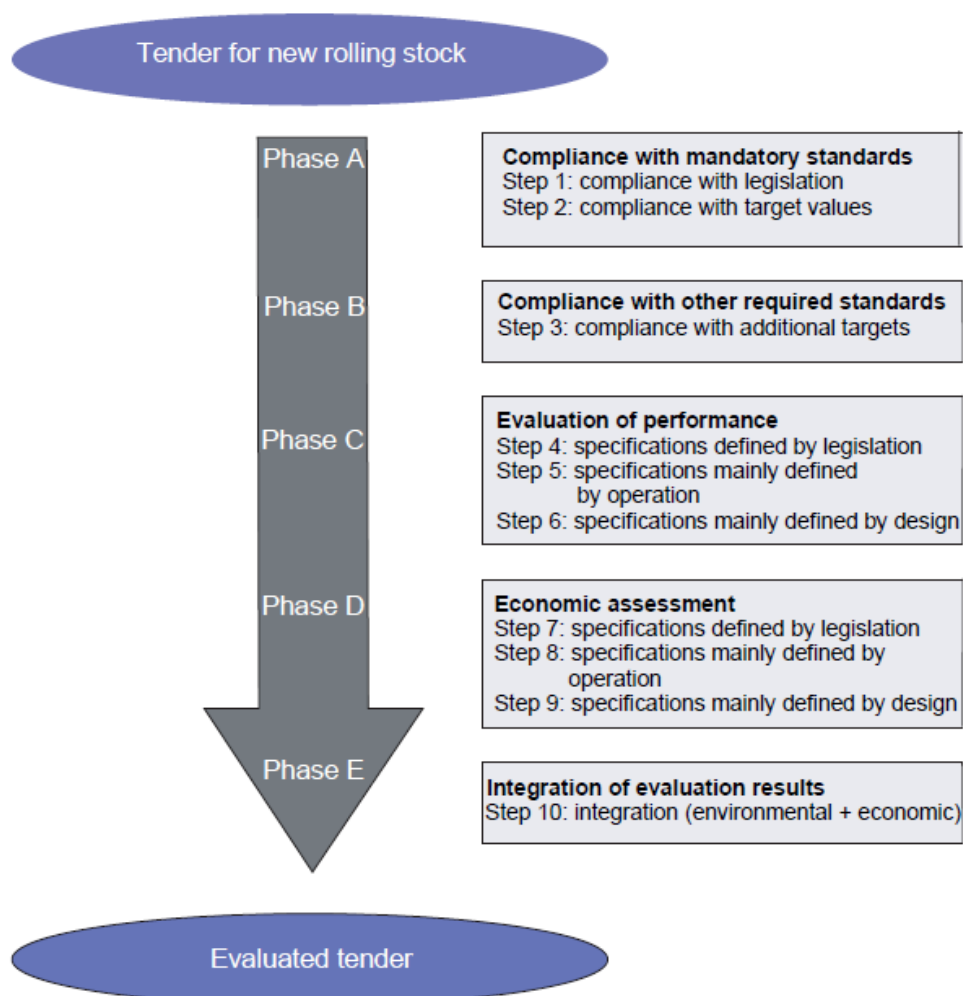 Tender for new rolling stock
Phase A
Compliance with mandatory standards
Step 1: compliance with legislation
Step 2: compliance with target values
Phase B
Compliance with other required standards
Step 3: compliance with additional targets
Phase C
Evaluation of performance
Step 4: specifications defined by legislation
Step 5: specifications mainly defined
by operation
Step 6: specifications mainly defined by design
Phase D
Economic assessment
Step 7: specifications defined by legislation
Step 8: specifications mainly defined by
operation
Step 9: specifications mainly defined by design
Phase E
Integration of evaluation results
Step 10: integration (environmental + economic)
Evaluated tender